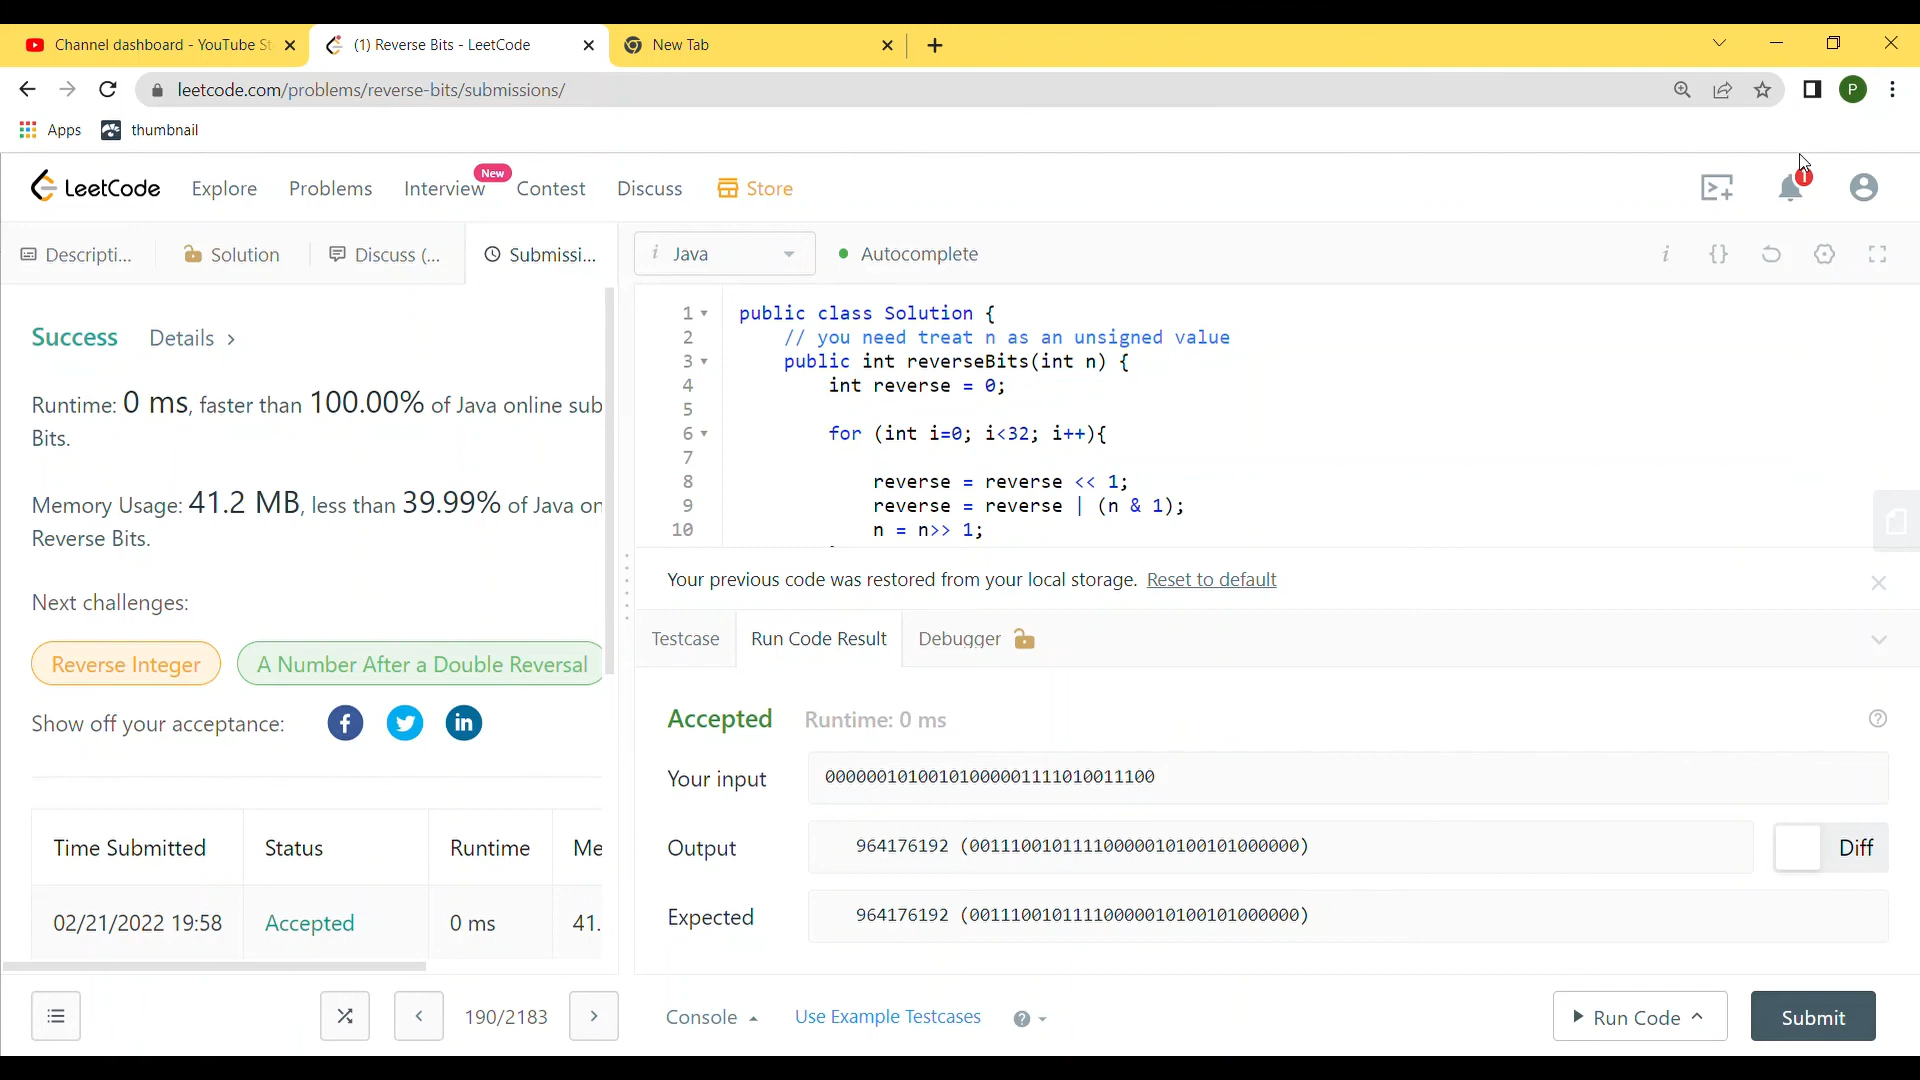 Channel dashboard - YouTube St
(1) Reverse Bits - LeetCode
New Tab
leetcode.com/problems/reverse-bits/submissions/
P
Apps
thumbnail
LeetCode
Explore
Problems
Interview
New
Contest
Discuss
Store
1
Descripti...
Solution
Discuss (...
Submissi...
i Java
Autocomplete
i {}
Success
Details >
Runtime: 0 ms, faster than 100.00% of Java online sub
Bits.
Memory Usage: 41.2 MB, less than 39.99% of Java or
Reverse Bits.
Next challenges:
Reverse Integer
A Number After a Double Reversal
Show off your acceptance:
f
in
Time Submitted
Status
Runtime
Me
02/21/2022 19:58
Accepted
0 ms
41.
190/2183
1 public class Solution {
2 // you need treat n as an unsigned value
3 public int reverseBits(int n) {
4 int reverse = 0;
5
6 for (int i=0; i<32; i++){
7
8 reverse = reverse << 1;
9 reverse = reverse | (n & 1);
10 n = n>> 1;
Your previous code was restored from your local storage. Reset to default
Testcase
Run Code Result
Debugger
Accepted
Runtime: 0 ms
?
Your input
00000010100101000001111010011100
Output
964176192 (00111001011110000010100101000000)
Diff
Expected
964176192 (00111001011110000010100101000000)
Console
Use Example Testcases
?
Run Code
Submit